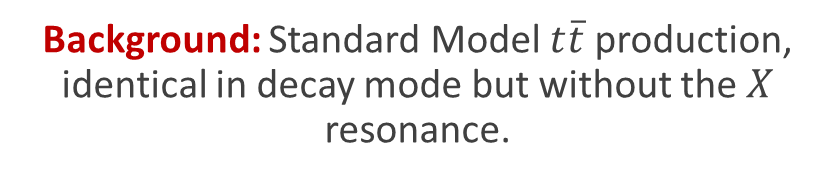 Background: Standard Model tt̄ production,
identical in decay mode but without the X
resonance.